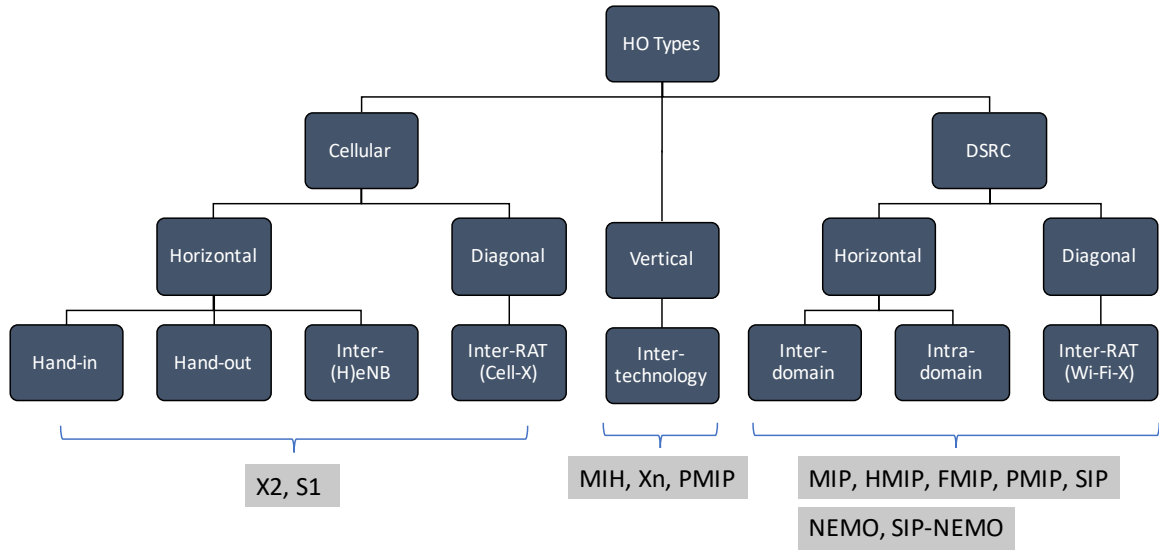 HO Types
Cellular
DSRC
Horizontal
Diagonal
Vertical
Horizontal
Diagonal
Hand-in
Hand-out
Inter-
(H)eNB
Inter-RAT
(Cell-X)
Inter-
technology
Inter-
domain
Intra-
domain
Inter-RAT
(Wi-Fi-X)
X2, S1
MIH, Xn, PMIP
MIP, HMIP, FMIP, PMIP, SIP
NEMO, SIP-NEMO